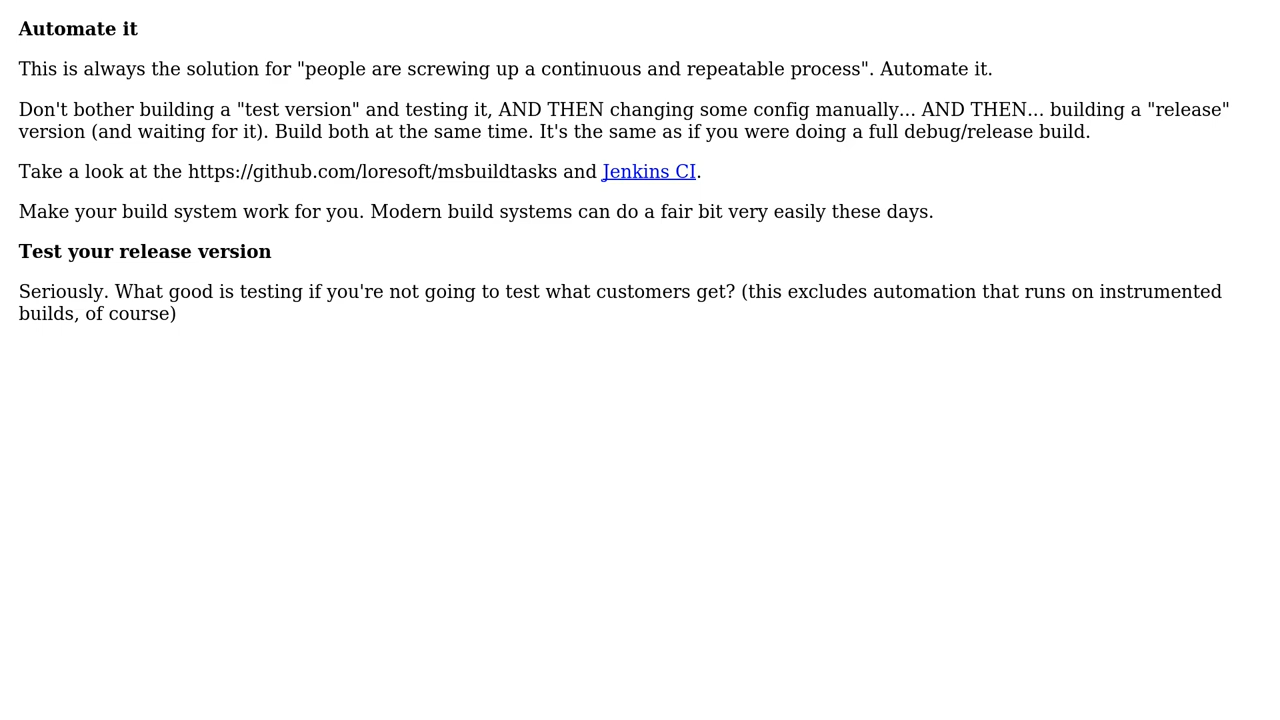 Automate it
This is always the solution for "people are screwing up a continuous and repeatable process". Automate it.
Don't bother building a "test version" and testing it, AND THEN changing some config manually... AND THEN... building a "release"
version (and waiting for it). Build both at the same time. It's the same as if you were doing a full debug/release build.
Take a look at the https://github.com/loresoft/msbuildtasks and Jenkins CI.
Make your build system work for you. Modern build systems can do a fair bit very easily these days.
Test your release version
Seriously. What good is testing if you're not going to test what customers get? (this excludes automation that runs on instrumented
builds, of course)